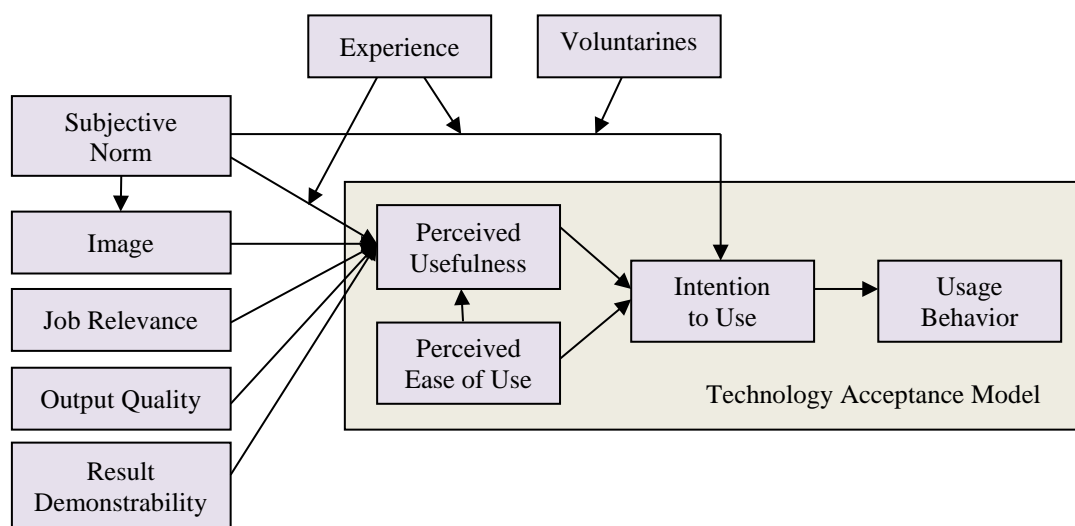 Experience
Voluntarines
Subjective
Norm
Image
Job Relevance
Output Quality
Result
Demonstrability
Perceived
Usefulness
Perceived
Ease of Use
Intention
to Use
Usage
Behavior
Technology Acceptance Model